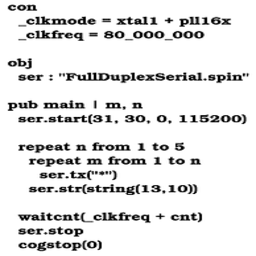 con
_clkmode = xtal1 + pll16x
_clkfreq = 80_000_000
obj
ser : "FullDuplexSerial.spin"
pub main | m, n
ser.start(31, 30, 0, 115200)
repeat n from 1 to 5
repeat m from 1 to n
ser.tx("*")
ser.str(string(13,10))
waitcnt(_clkfreq + cnt)
ser.stop
cogstop(0)